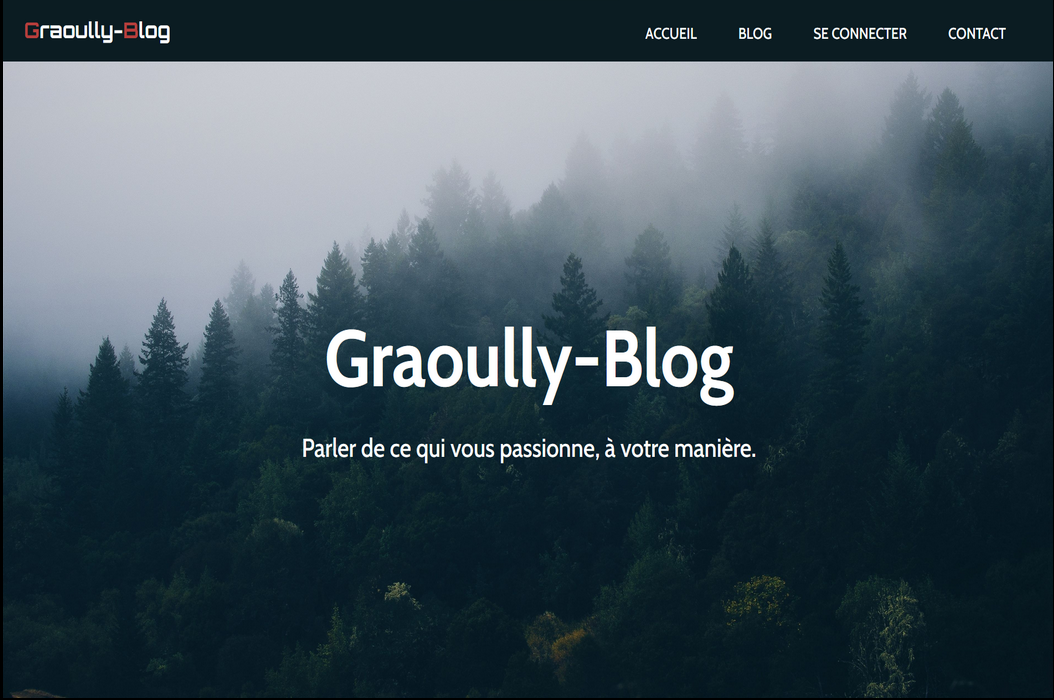 Graoully-Blog
ACCUEIL BLOG SE CONNECTER CONTACT
Graoully-Blog
Parler de ce qui vous passionne, à votre manière.